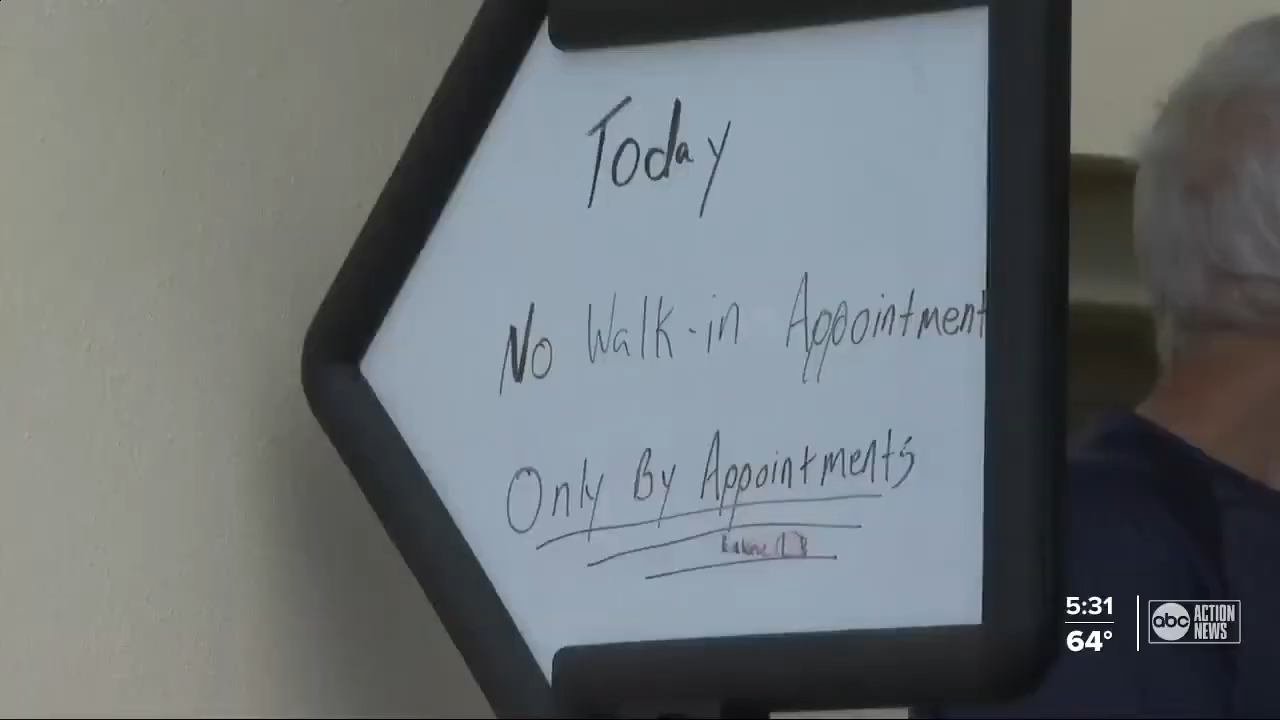 Today
No Walk-in Appointment
Only By Appointments
5:31
64°
abc ACTION NEWS